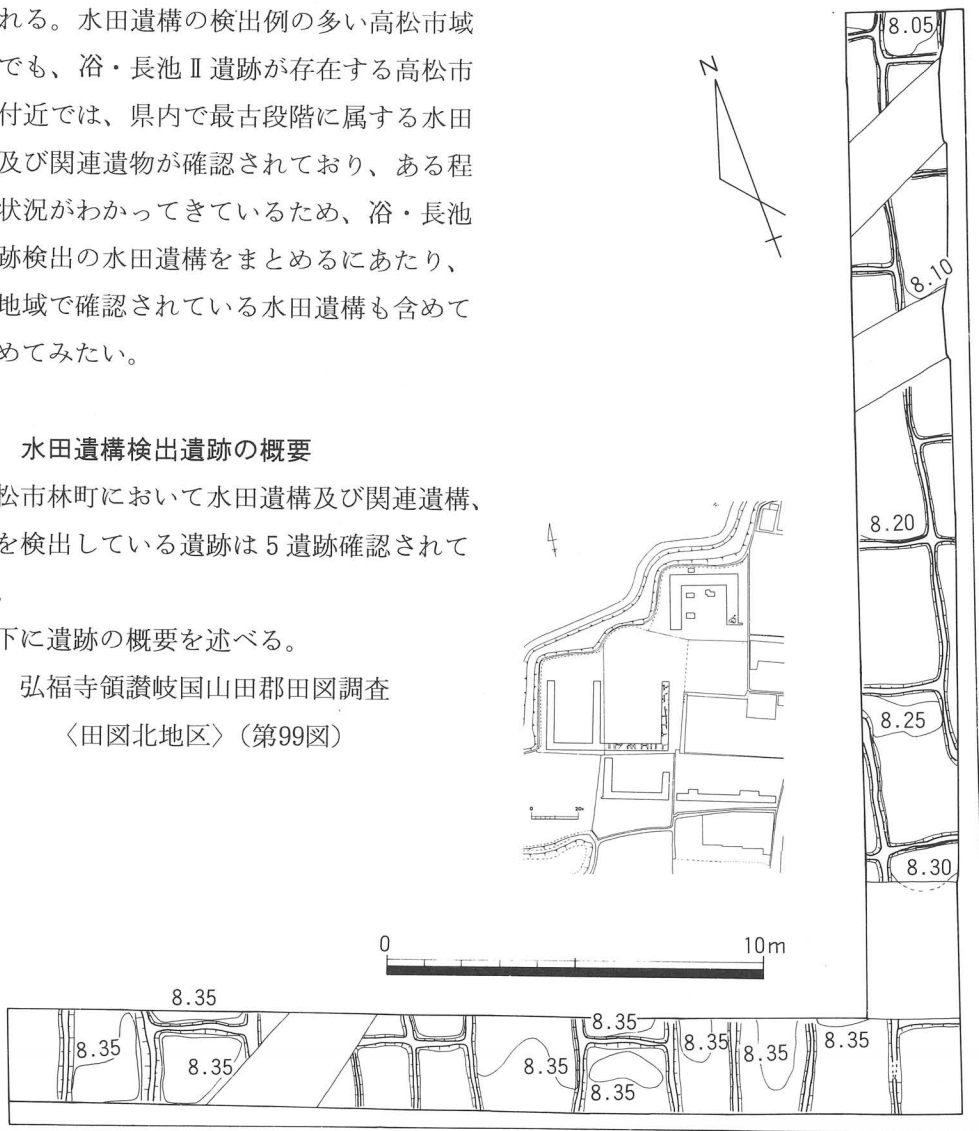 れる。水田遺構の検出例の多い高松市域
でも、浴・長池Ⅱ遺跡が存在する高松市
付近では、県内で最古段階に属する水田
及び関連遺物が確認されており、ある程
状況がわかってきているため、浴・長池
跡検出の水田遺構をまとめるにあたり、
地域で確認されている水田遺構も含めて
めてみたい。
水田遺構検出遺跡の概要
松市林町において水田遺構及び関連遺構、
を検出している遺跡は5遺跡確認されて
下に遺跡の概要を述べる。
弘福寺領讃岐国山田郡田図調査
〈田図北地区〉(第99図)
N
8.05
8.10
8.20
8.25
8.30
0 10m
8.35
8.35
8.35
8.35
8.35
8.35
8.35
8.35
8.35